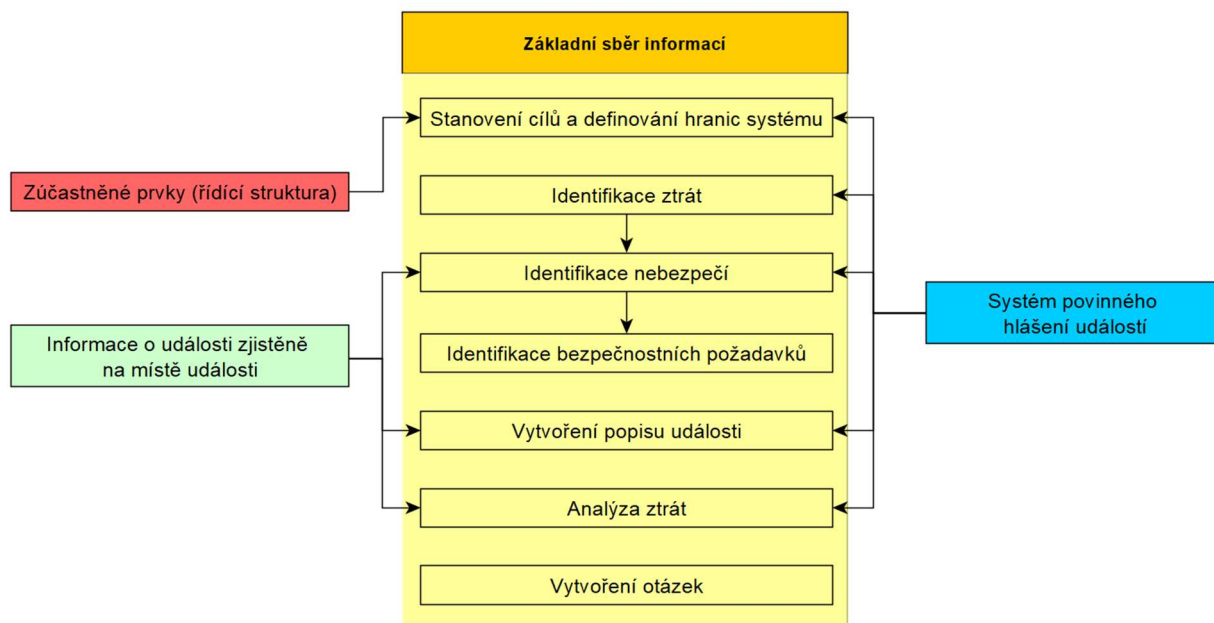 Základní sběr informací
Stanovení cílů a definování hranic systému
Zúčastněné prvky (řídící struktura)
Identifikace ztrát
Identifikace nebezpečí
Systém povinného
hlášení událostí
Informace o události zjistěně
na místě události
Identifikace bezpečnostních požadavků
Vytvoření popisu události
Analýza ztrát
Vytvoření otázek